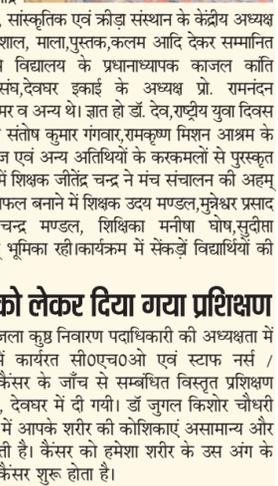 , सांस्कृतिक एवं क्रीड़ा संस्थान के केंद्रीय अध्यक्ष
शाल, माला,पुस्तक,कलम आदि देकर सम्मानित
विद्यालय के प्रधानाध्यापक काजल कांति
संघ,देवघर इकाई के अध्यक्ष प्रो. रामनंदन
मर व अन्य थे। ज्ञात हो डॉ. देव,राष्ट्रीय युवा दिवस
संतोष कुमार गंगवार,रामकृष्ण मिशन आश्रम के
ज एवं अन्य अतिथियों के करकमलों से पुरस्कृत
में शिक्षक जीतेंद्र चन्द्र ने मंच संचालन की अहम्
फल बनाने में शिक्षक उदय मण्डल,मुन्नेश्वर प्रसाद
चन्द्र मण्डल, शिक्षिका मनीषा घोष,सुदीप्ता
भूमिका रही।कार्यक्रम में सेंकड़ों विद्यार्थियों की
को लेकर दिया गया प्रशिक्षण
जला कुष्ठ निवारण पदाधिकारी की अध्यक्षता में
में कार्यरत सी0एच0ओ एवं स्टाफ नर्स /
कैंसर के जाँच से सम्बंधित विस्तृत प्रशिक्षण
, देवघर में दी गयी। डॉ जुगल किशोर चौधरी
में आपके शरीर की कोशिकाएं असामान्य और
ती है। कैंसर को हमेशा शरीर के उस अंग के
कैंसर शुरू होता है।